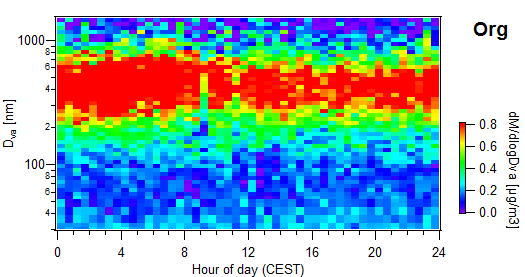 Org
1000
8
6
4
2
100
8
6
4
D_va [nm]
0 4 8 12 16 20 24
Hour of day (CEST)
0.8
0.6
0.4
0.2
0.0
dM/dlogDva [µg/m3]